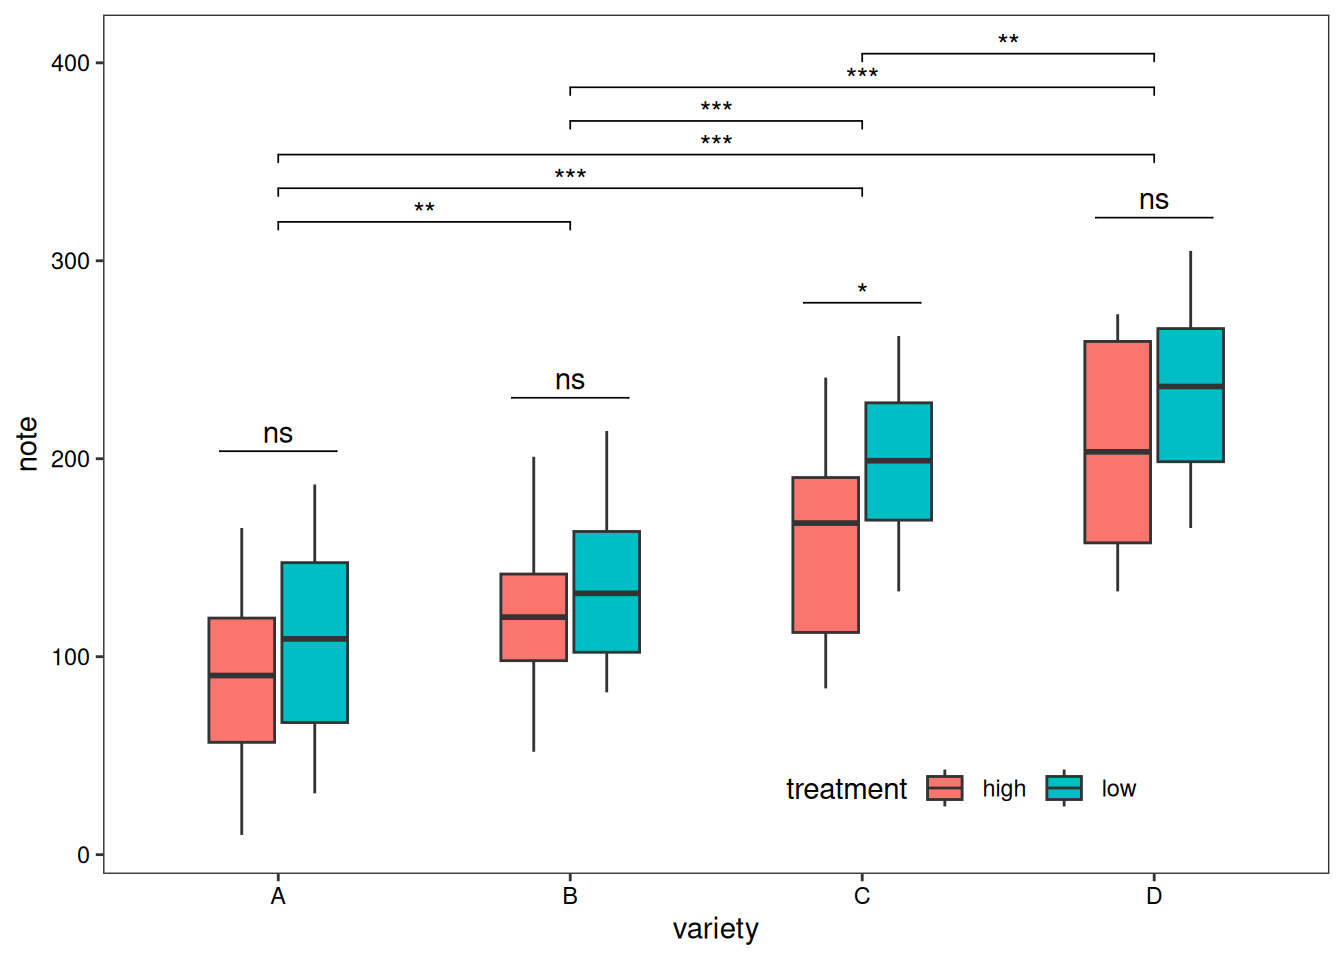 **
400
***
***
***
***
ns
**
300
*
ns
ns
200
note
100
treatment high low
0
A B C D
variety